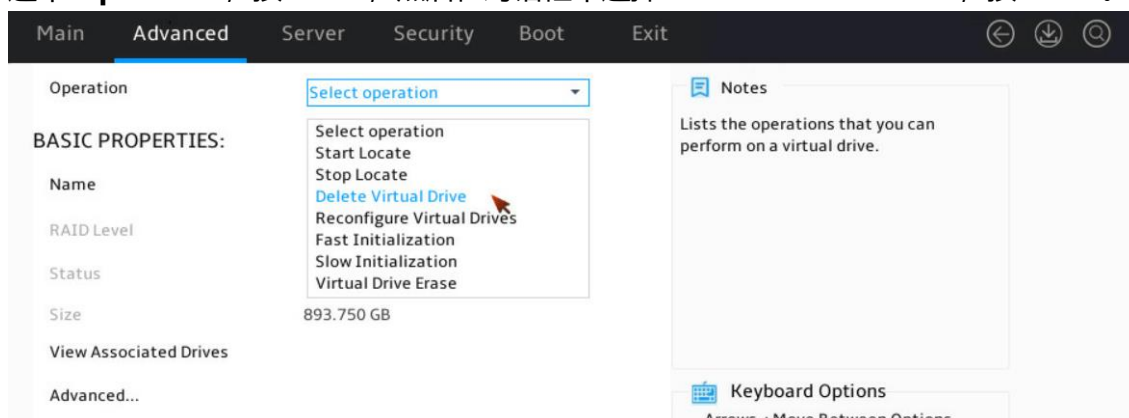 Main Advanced Server Security Boot Exit
Operation
Select operation
Select operation
Start Locate
Stop Locate
Delete Virtual Drive
Reconfigure Virtual Drives
Fast Initialization
Slow Initialization
Virtual Drive Erase
BASIC PROPERTIES:
Name
RAID Level
Status
Size 893.750 GB
View Associated Drives
Advanced...
Notes
Lists the operations that you can
perform on a virtual drive.
Keyboard Options